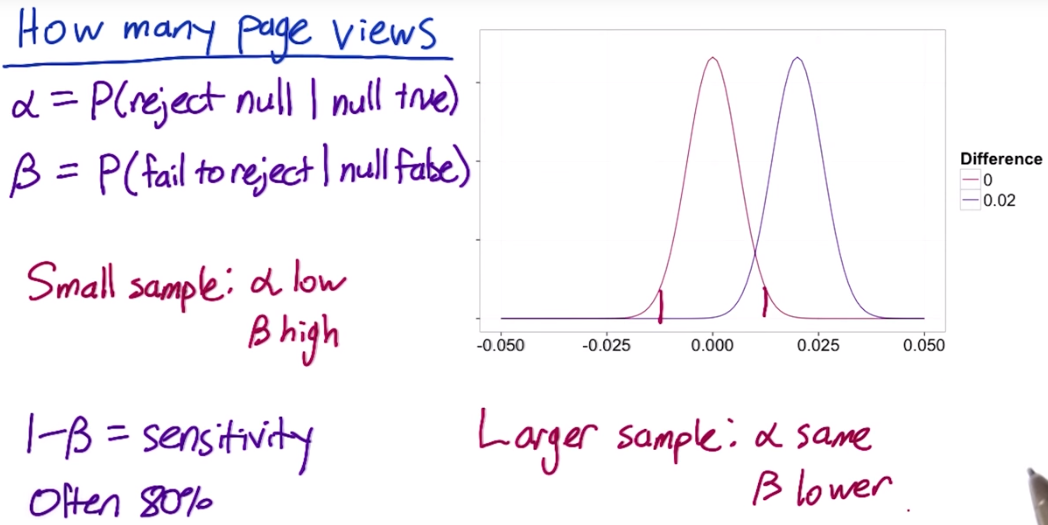 How many page views
α = P(reject null | null true)
β = P(fail to reject | null false)
Small sample: α low
β high
1-β = sensitivity
Often 80%
Difference
0
0.02
-0.050
-0.025
0.000
0.025
0.050
Larger sample: α same
β lower